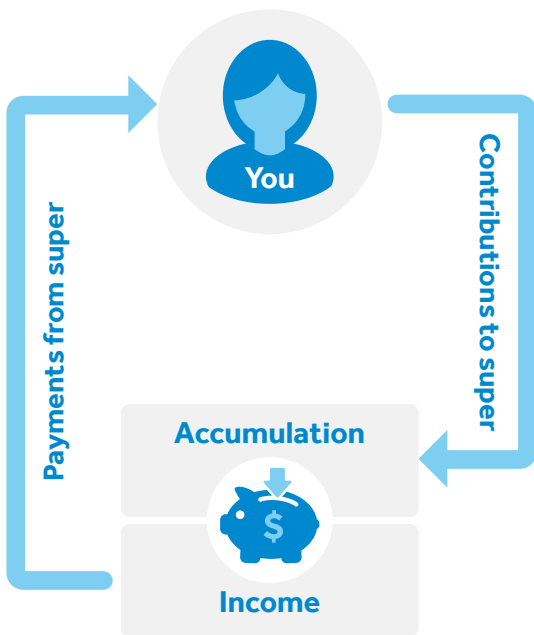 You
Contributions to super
Payments from super
Accumulation
$
Income